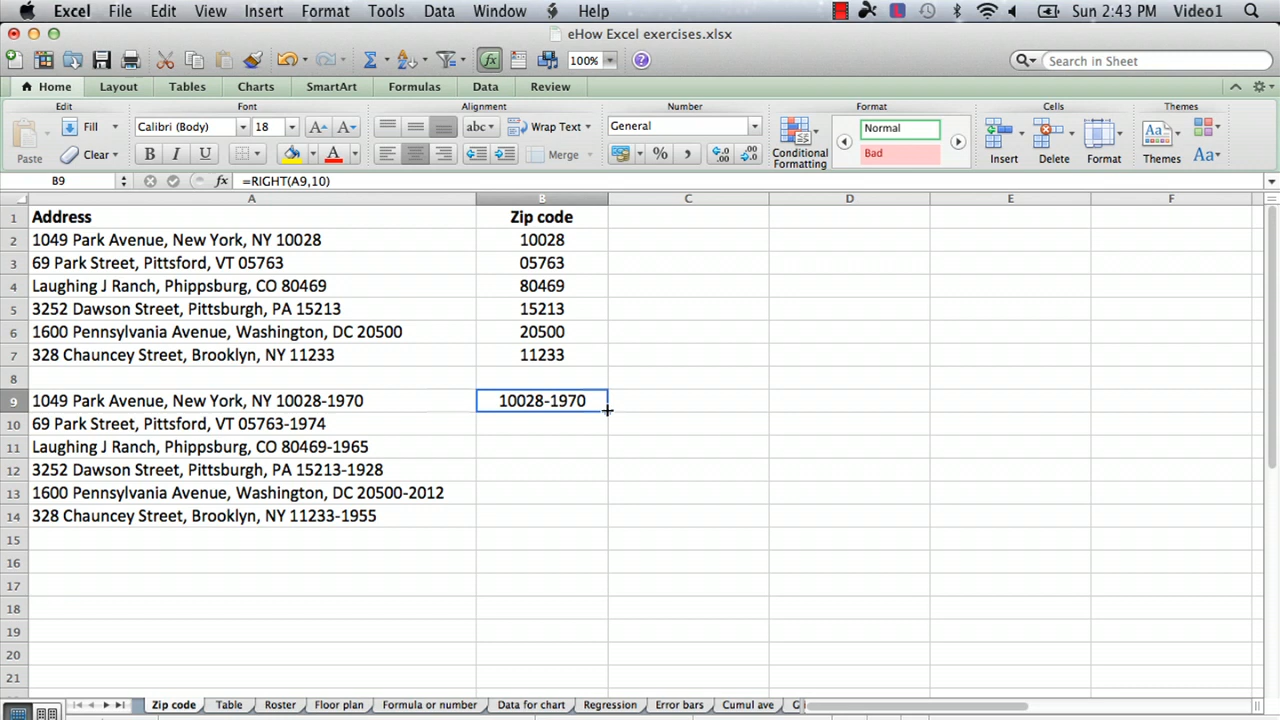 Excel File Edit View Insert Format Tools Data Window Help Sun 2:43 PM Video1
eHow Excel exercises.xlsx
100% Search in Sheet
Home Layout Tables Charts SmartArt Formulas Data Review
Edit Font Alignment Number Format Cells Themes
Paste Fill Calibri (Body) 18 A A abc Wrap Text General Conditional Formatting Normal Insert Delete Format Themes Aa
Clear B I U A Merge % Bad Aa
B9 fx =RIGHT(A9,10)
A B C D E F
1 Address Zip code
2 1049 Park Avenue, New York, NY 10028 10028
3 69 Park Street, Pittsford, VT 05763 05763
4 Laughing J Ranch, Phippsburg, CO 80469 80469
5 3252 Dawson Street, Pittsburgh, PA 15213 15213
6 1600 Pennsylvania Avenue, Washington, DC 20500 20500
7 328 Chauncey Street, Brooklyn, NY 11233 11233
8
9 1049 Park Avenue, New York, NY 10028-1970 10028-1970
10 69 Park Street, Pittsford, VT 05763-1974
11 Laughing J Ranch, Phippsburg, CO 80469-1965
12 3252 Dawson Street, Pittsburgh, PA 15213-1928
13 1600 Pennsylvania Avenue, Washington, DC 20500-2012
14 328 Chauncey Street, Brooklyn, NY 11233-1955
15
16
17
18
19
20
21
Zip code Table Roster Floor plan Formula or number Data for chart Regression Error bars Cumul ave